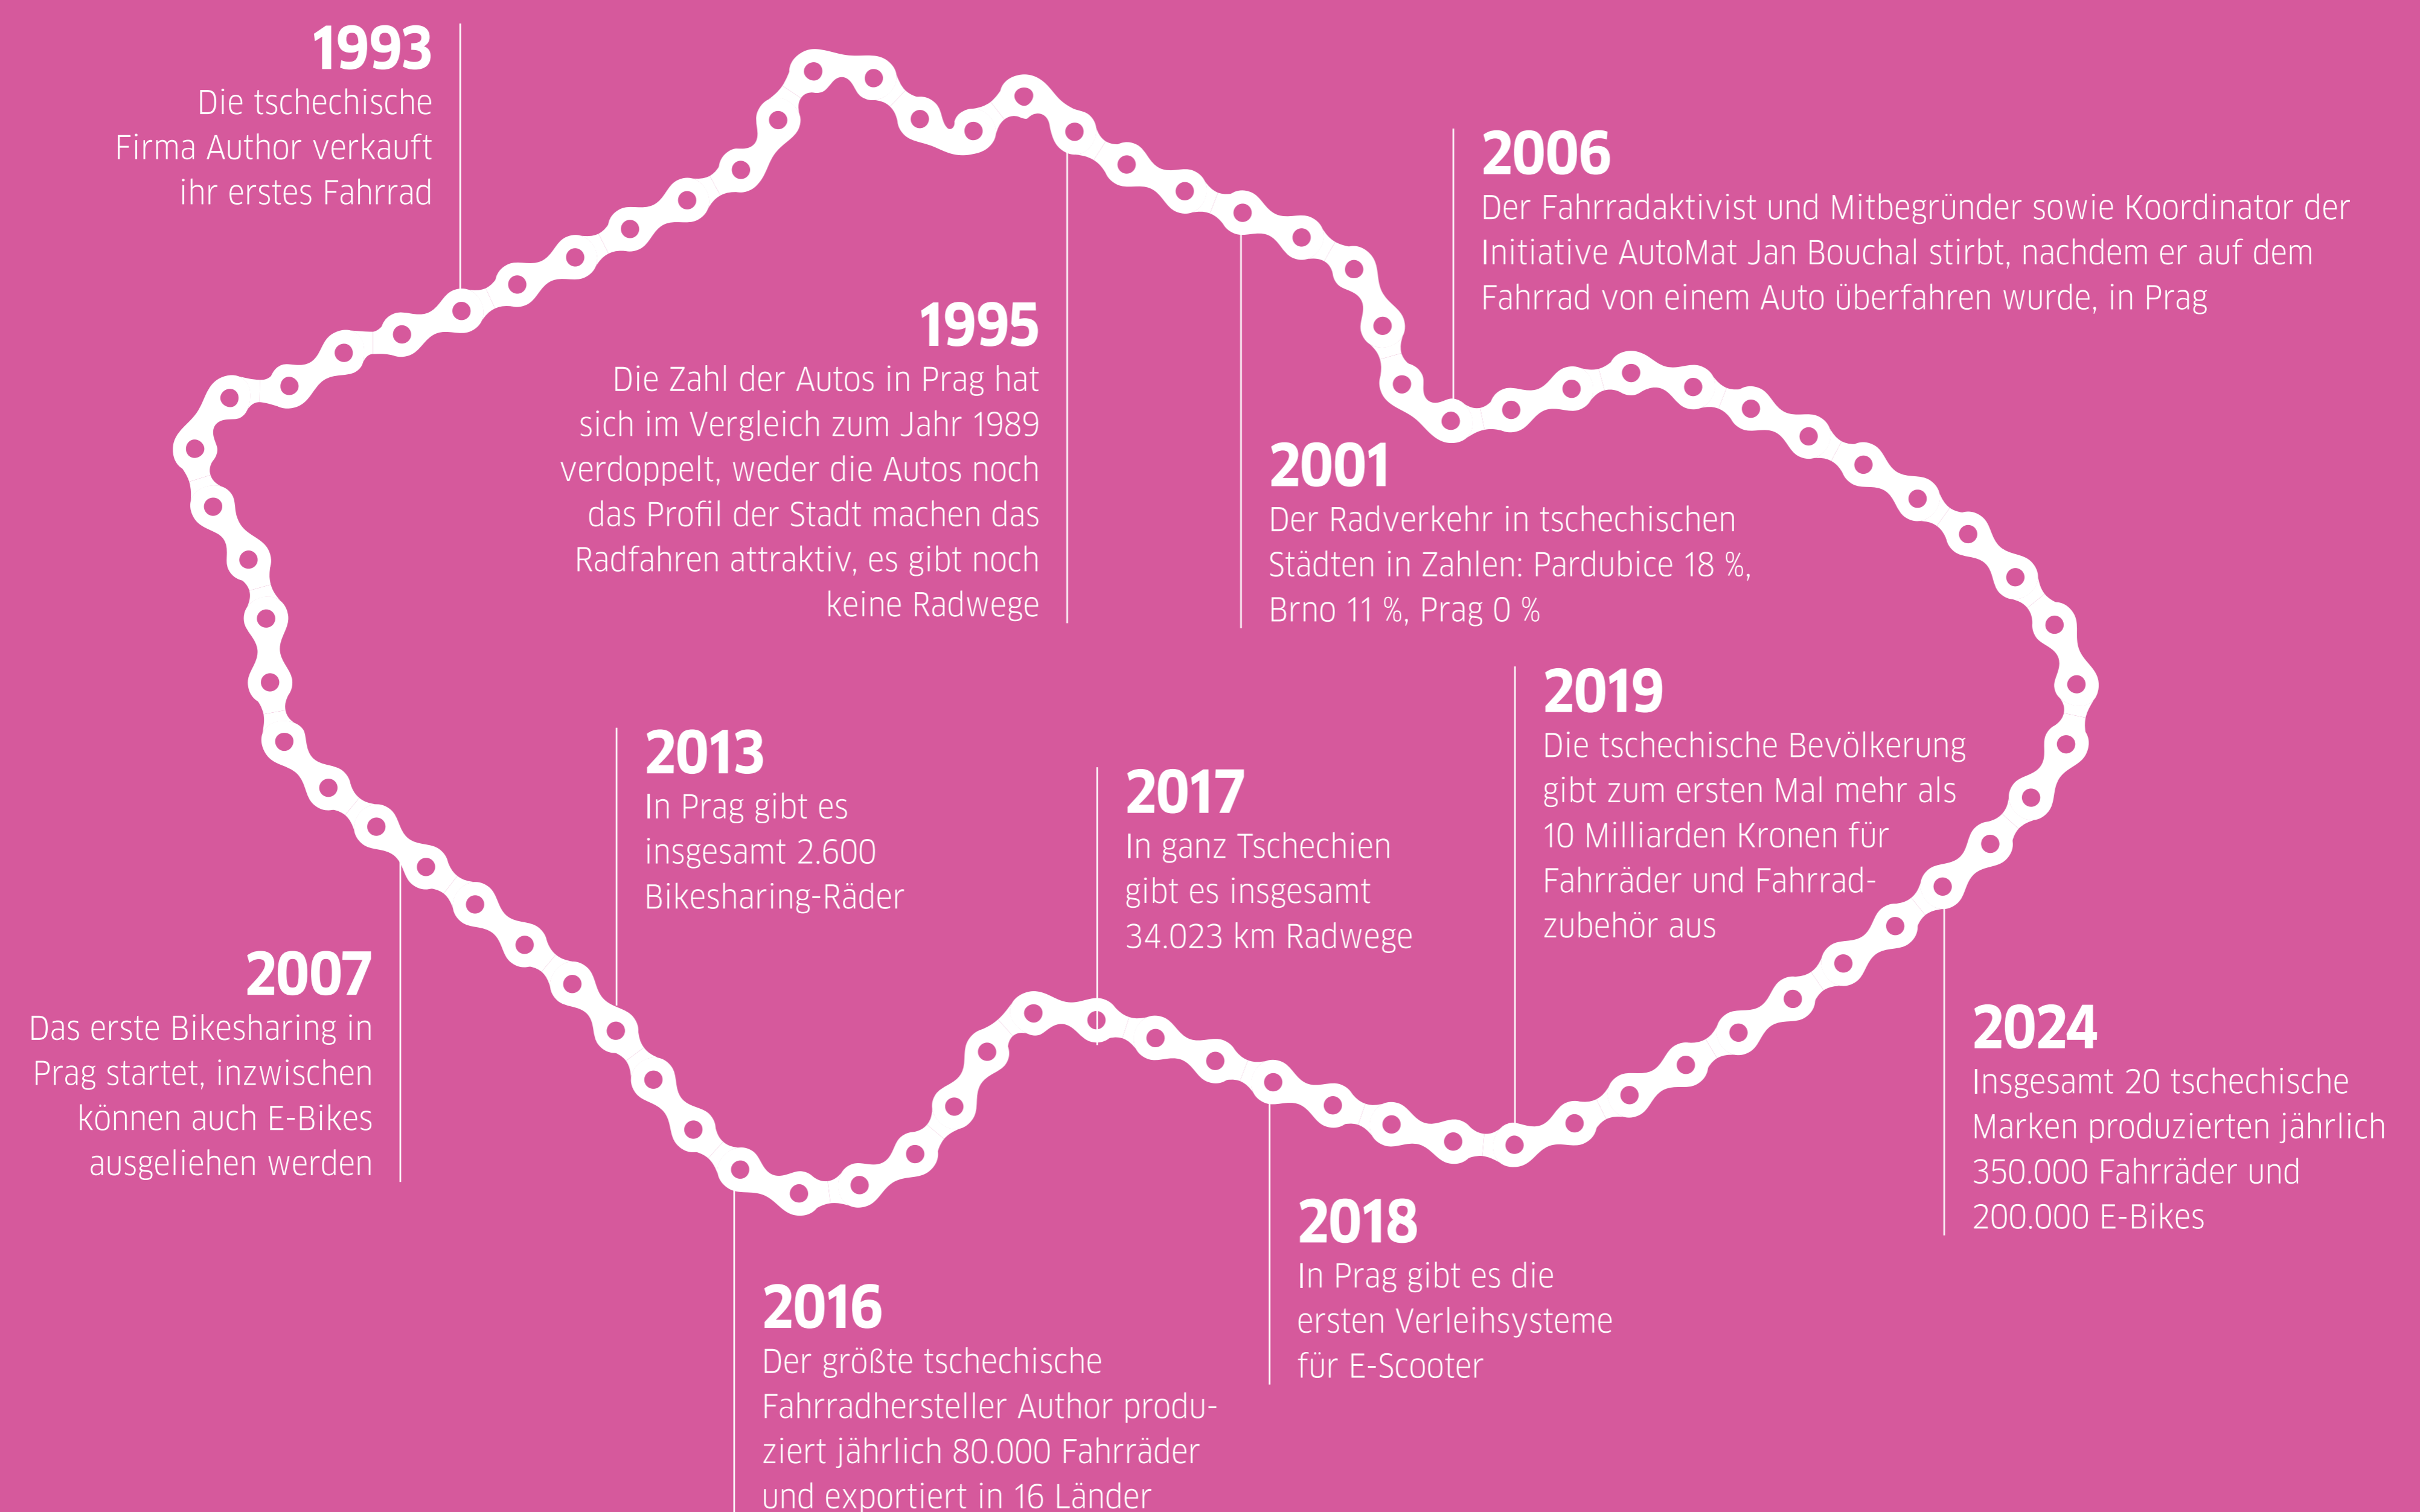 1993
Die tschechische
Firma Author verkauft
ihr erstes Fahrrad
1995
Die Zahl der Autos in Prag hat
sich im Vergleich zum Jahr 1989
verdoppelt, weder die Autos noch
das Profil der Stadt machen das
Radfahren attraktiv, es gibt noch
keine Radwege
2001
Der Radverkehr in tschechischen
Städten in Zahlen: Pardubice 18 %,
Brno 11 %, Prag 0 %
2006
Der Fahrradaktivist und Mitbegründer sowie Koordinator der
Initiative AutoMat Jan Bouchal stirbt, nachdem er auf dem
Fahrrad von einem Auto überfahren wurde, in Prag
2007
Das erste Bikesharing in
Prag startet, inzwischen
können auch E-Bikes
ausgeliehen werden
2013
In Prag gibt es
insgesamt 2.600
Bikesharing-Räder
2016
Der größte tschechische
Fahrradhersteller Author produ-
ziert jährlich 80.000 Fahrräder
und exportiert in 16 Länder
2017
In ganz Tschechien
gibt es insgesamt
34.023 km Radwege
2018
In Prag gibt es die
ersten Verleihsysteme
für E-Scooter
2019
Die tschechische Bevölkerung
gibt zum ersten Mal mehr als
10 Milliarden Kronen für
Fahrräder und Fahrrad-
zubehör aus
2024
Insgesamt 20 tschechische
Marken produzierten jährlich
350.000 Fahrräder und
200.000 E-Bikes